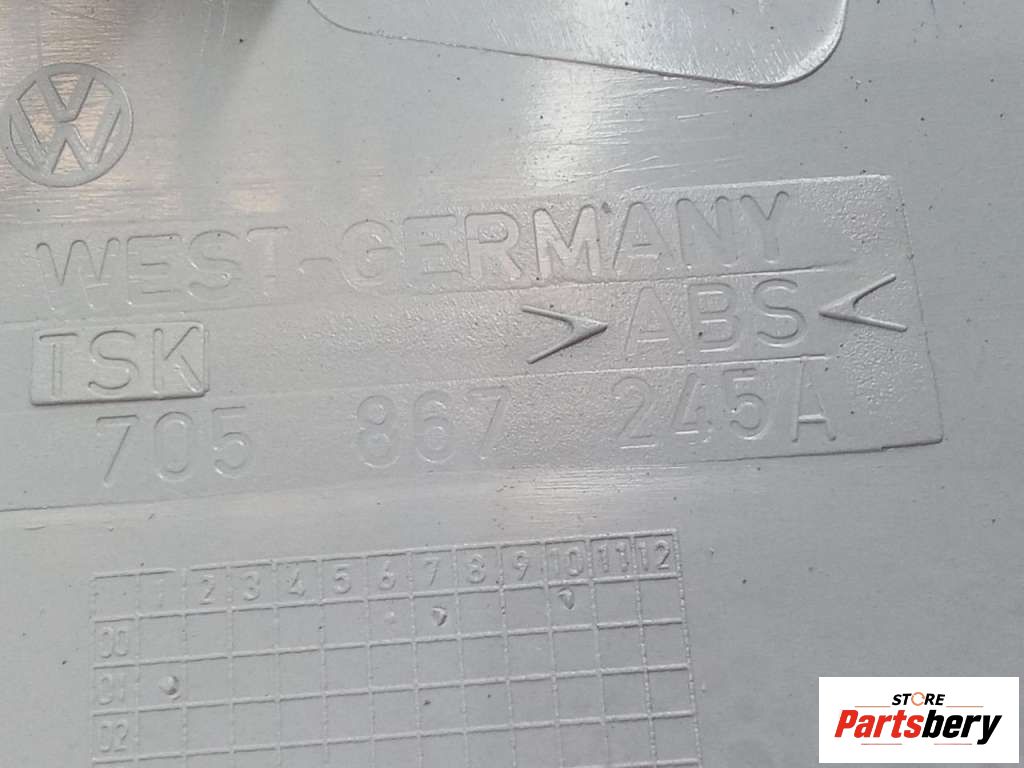 WEST-GERMANY
TSK >ABS<
705 867 245A
1 2 3 4 5 6 7 8 9 10 11 12
00
01
02
STORE
Partsbery